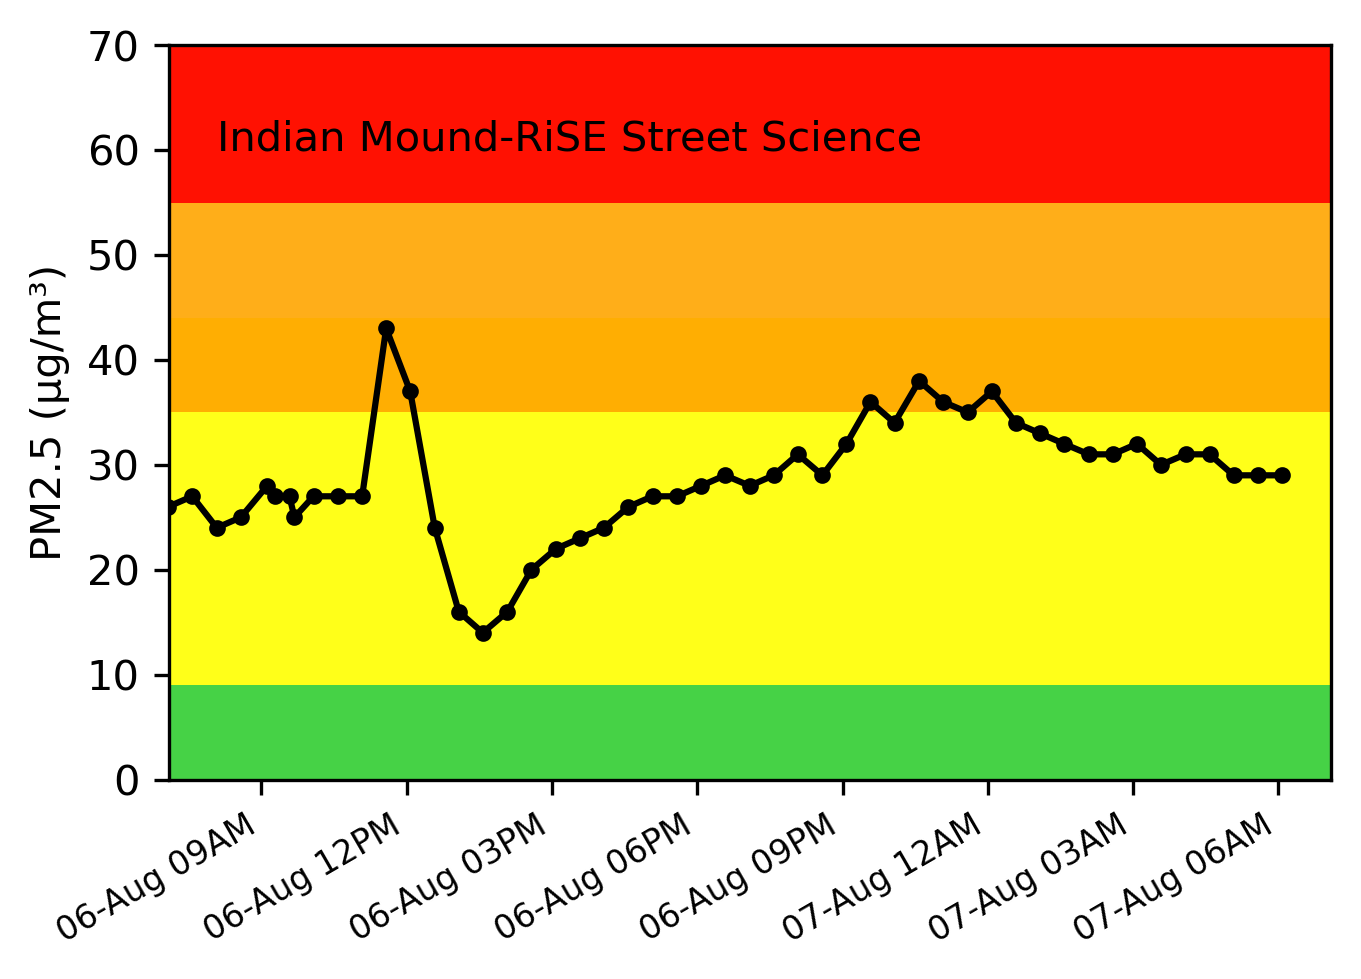 70
Indian Mound-RiSE Street Science
60
50
40
30
20
10
0
PM2.5 (µg/m³)
06-Aug 09AM
06-Aug 12PM
06-Aug 03PM
06-Aug 06PM
06-Aug 09PM
07-Aug 12AM
07-Aug 03AM
07-Aug 06AM